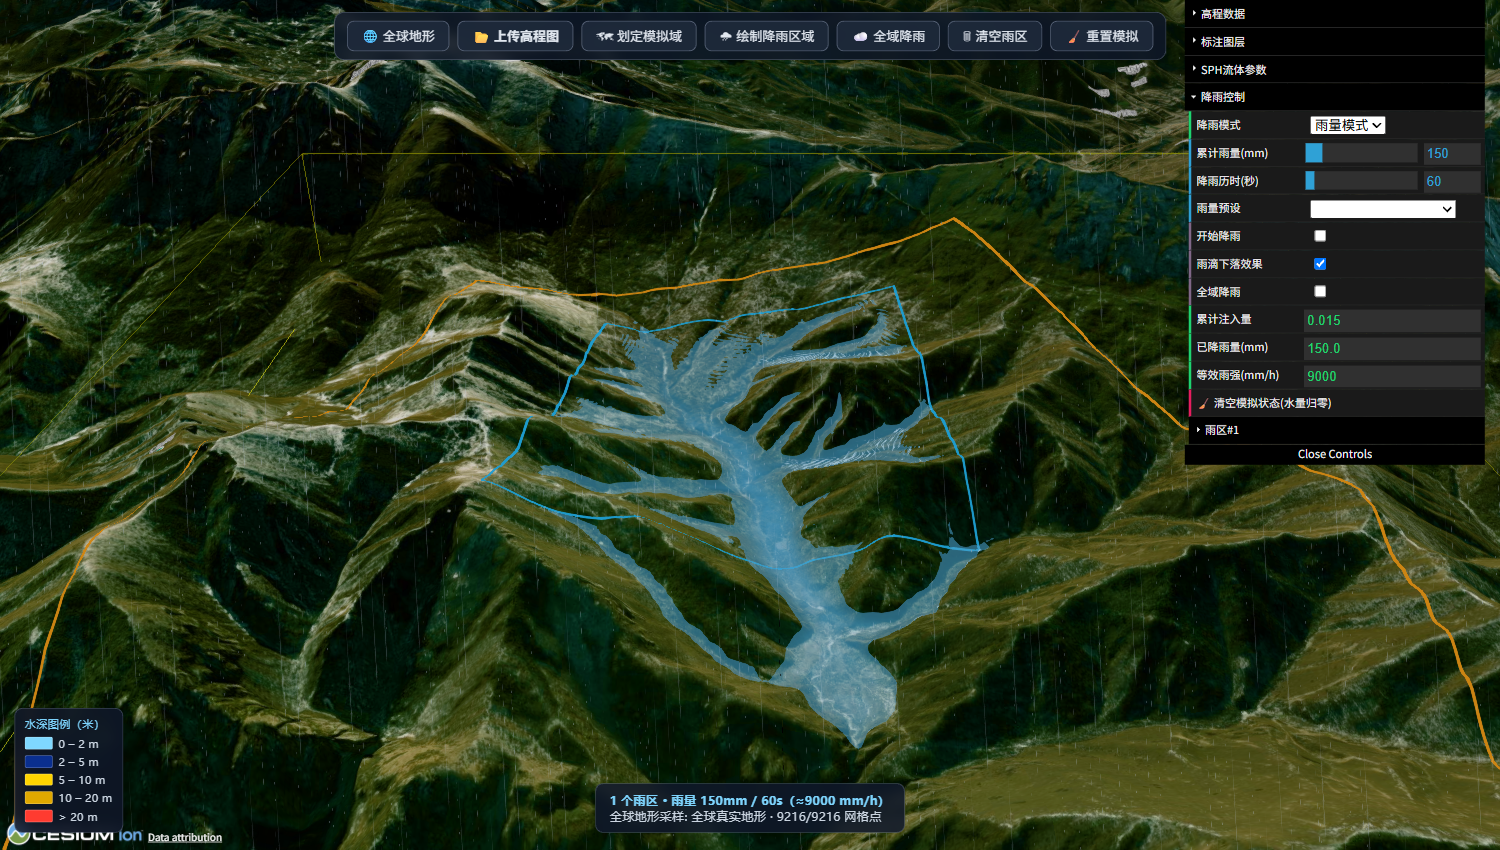 全球地形
上传高程图
划定模拟域
绘制降雨区域
全域降雨
清空雨区
重置模拟
高程数据
标注图层
SPH流体参数
降雨控制
降雨模式 雨量模式
累计雨量(mm) 150
降雨历时(秒) 60
雨量预设
开始降雨
雨滴下落效果
全域降雨
累计注入量 0.015
已降雨量(mm) 150.0
等效雨强(mm/h) 9000
清空模拟状态(水量归零)
雨区#1
Close Controls
水深图例（米）
0 – 2 m
2 – 5 m
5 – 10 m
10 – 20 m
> 20 m
CESIUM ion Data attribution
1 个雨区 · 雨量 150mm / 60s（≈9000 mm/h）
全球地形采样: 全球真实地形 · 9216/9216 网格点